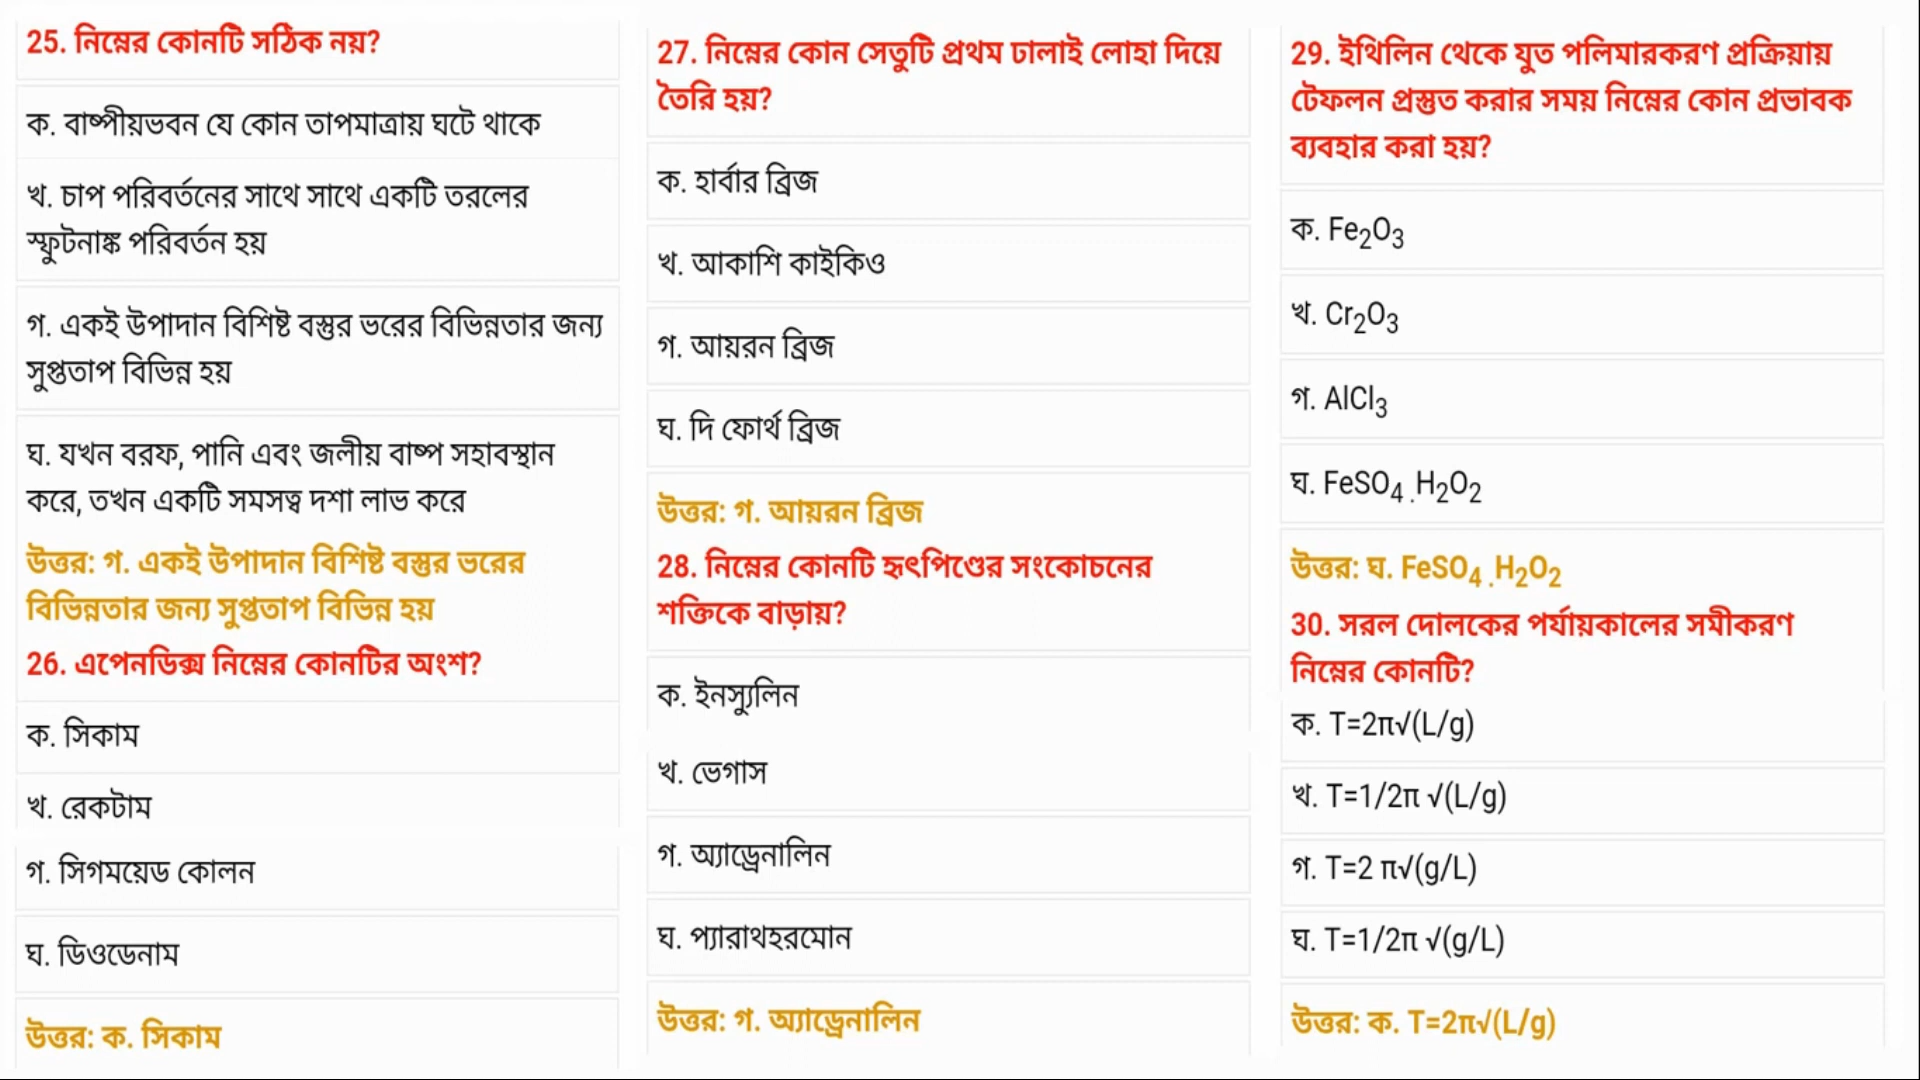 25. নিম্নের কোনটি সঠিক নয়?
ক. বাষ্পীয়ভবন যে কোন তাপমাত্রায় ঘটে থাকে
খ. চাপ পরিবর্তনের সাথে সাথে একটি তরলের
স্ফুটনাঙ্ক পরিবর্তন হয়
গ. একই উপাদান বিশিষ্ট বস্তুর ভরের বিভিন্নতার জন্য
সুপ্ততাপ বিভিন্ন হয়
ঘ. যখন বরফ, পানি এবং জলীয় বাষ্প সহাবস্থান
করে, তখন একটি সমসত্ব দশা লাভ করে
উত্তর: গ. একই উপাদান বিশিষ্ট বস্তুর ভরের
বিভিন্নতার জন্য সুপ্ততাপ বিভিন্ন হয়
26. এপেনডিক্স নিম্নের কোনটির অংশ?
ক. সিকাম
খ. রেকটাম
গ. সিগময়েড কোলন
ঘ. ডিওডেনাম
উত্তর: ক. সিকাম
27. নিম্নের কোন সেতুটি প্রথম ঢালাই লোহা দিয়ে
তৈরি হয়?
ক. হার্বার ব্রিজ
খ. আকাশি কাইকিও
গ. আয়রন ব্রিজ
ঘ. দি ফোর্থ ব্রিজ
উত্তর: গ. আয়রন ব্রিজ
28. নিম্নের কোনটি হৃৎপিণ্ডের সংকোচনের
শক্তিকে বাড়ায়?
ক. ইনস্যুলিন
খ. ভেগাস
গ. অ্যাড্রেনালিন
ঘ. প্যারাথহরমোন
উত্তর: গ. অ্যাড্রেনালিন
29. ইথিলিন থেকে যুত পলিমারকরণ প্রক্রিয়ায়
টেফলন প্রস্তুত করার সময় নিম্নের কোন প্রভাবক
ব্যবহার করা হয়?
ক. Fe₂O₃
খ. Cr₂O₃
গ. AlCl₃
ঘ. FeSO₄ .H₂O₂
উত্তর: ঘ. FeSO₄ .H₂O₂
30. সরল দোলকের পর্যায়কালের সমীকরণ
নিম্নের কোনটি?
ক. T=2π√(L/g)
খ. T=1/2π √(L/g)
গ. T=2 π√(g/L)
ঘ. T=1/2π √(g/L)
উত্তর: ক. T=2π√(L/g)